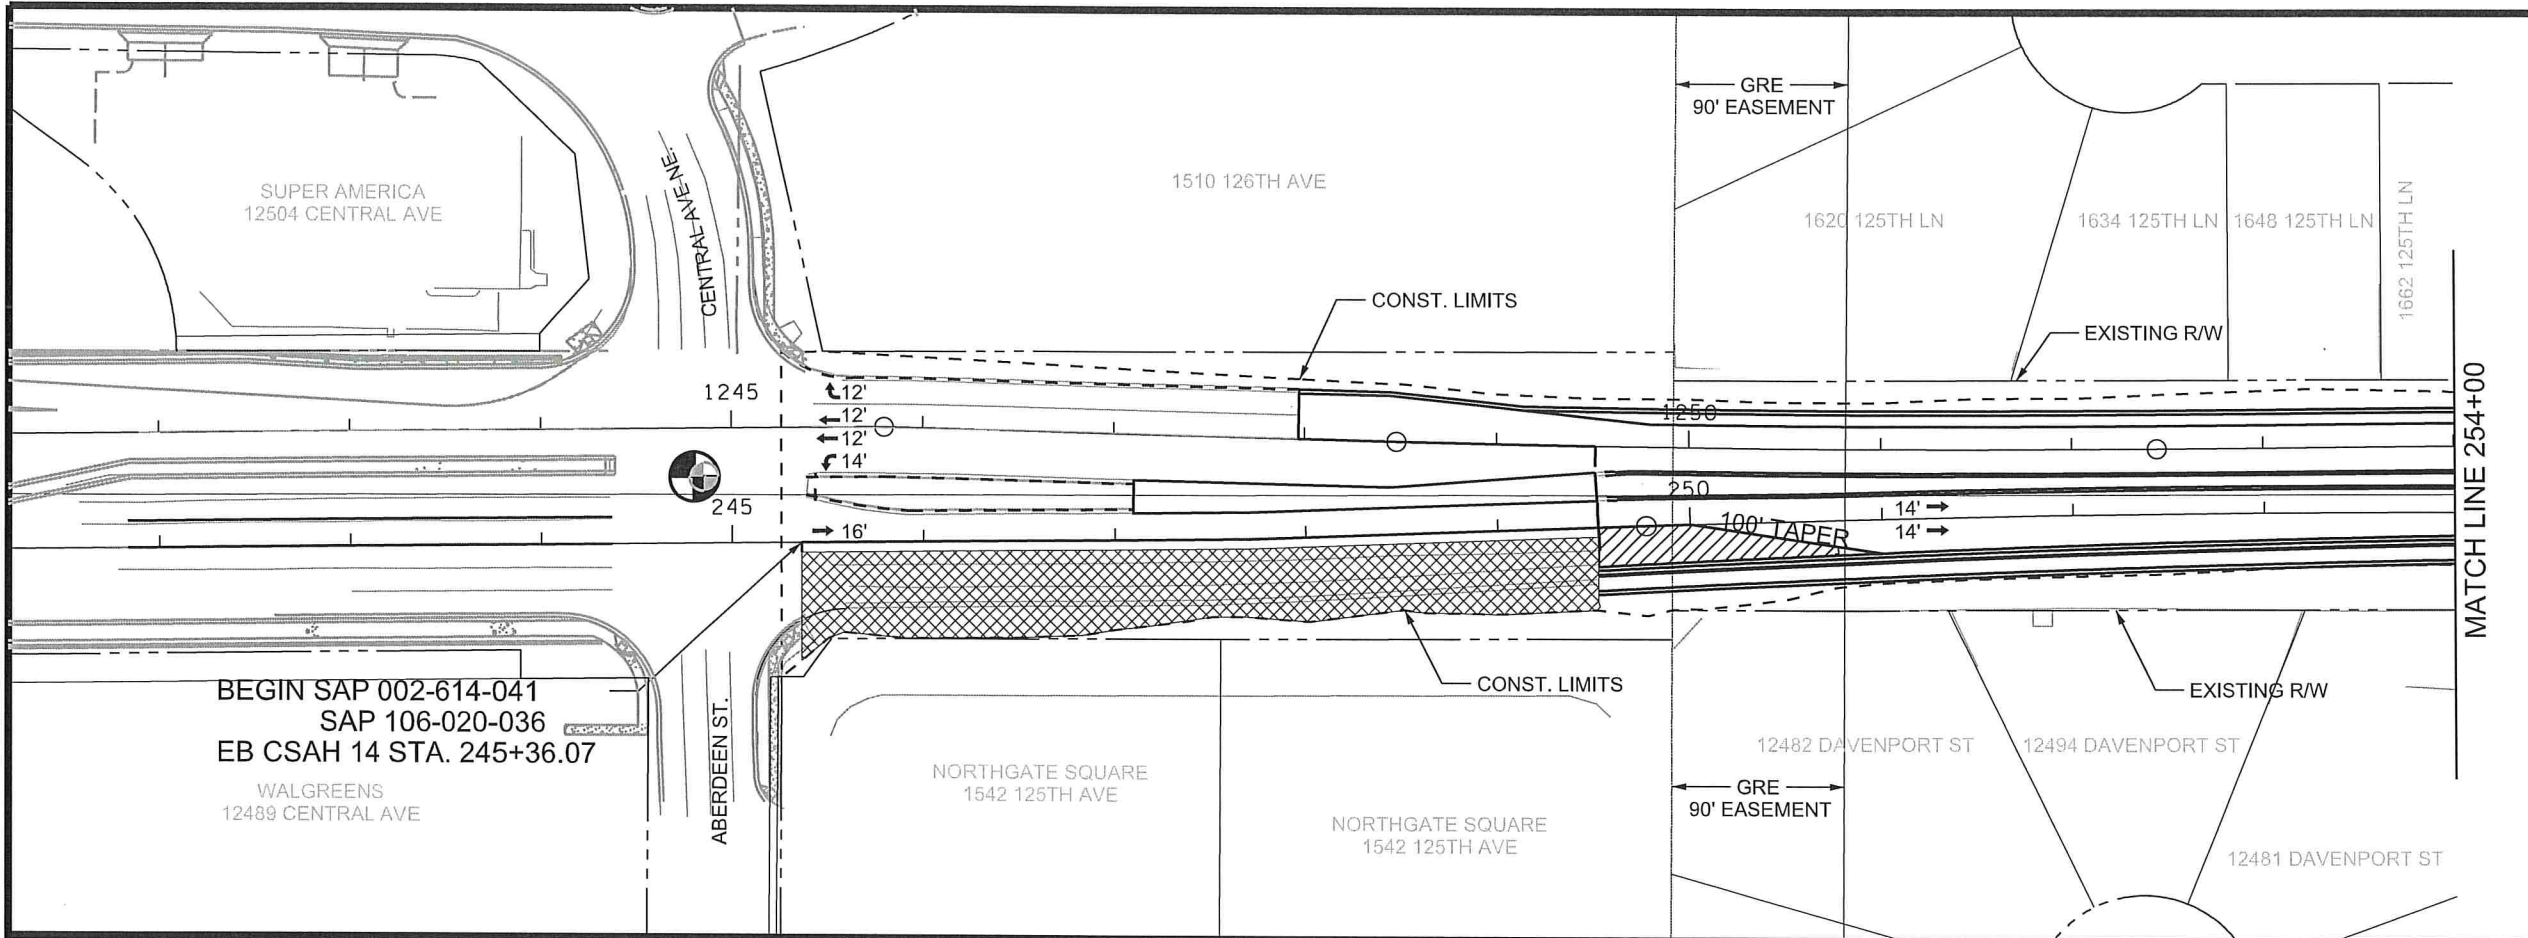 GRE
90' EASEMENT
SUPER AMERICA
12504 CENTRAL AVE
CENTRAL AVE NE.
1510 126TH AVE
1620 125TH LN
1634 125TH LN
1648 125TH LN
1662 125TH LN
CONST. LIMITS
EXISTING R/W
1245
12'
12'
12'
14'
1250
MATCH LINE 254+00
245
16'
250
100' TAPER
14'
14'
BEGIN SAP 002-614-041
SAP 106-020-036
EB CSAH 14 STA. 245+36.07
WALGREENS
12489 CENTRAL AVE
ABERDEEN ST.
CONST. LIMITS
EXISTING R/W
NORTHGATE SQUARE
1542 125TH AVE
NORTHGATE SQUARE
1542 125TH AVE
GRE
90' EASEMENT
12482 DAVENPORT ST
12494 DAVENPORT ST
12481 DAVENPORT ST